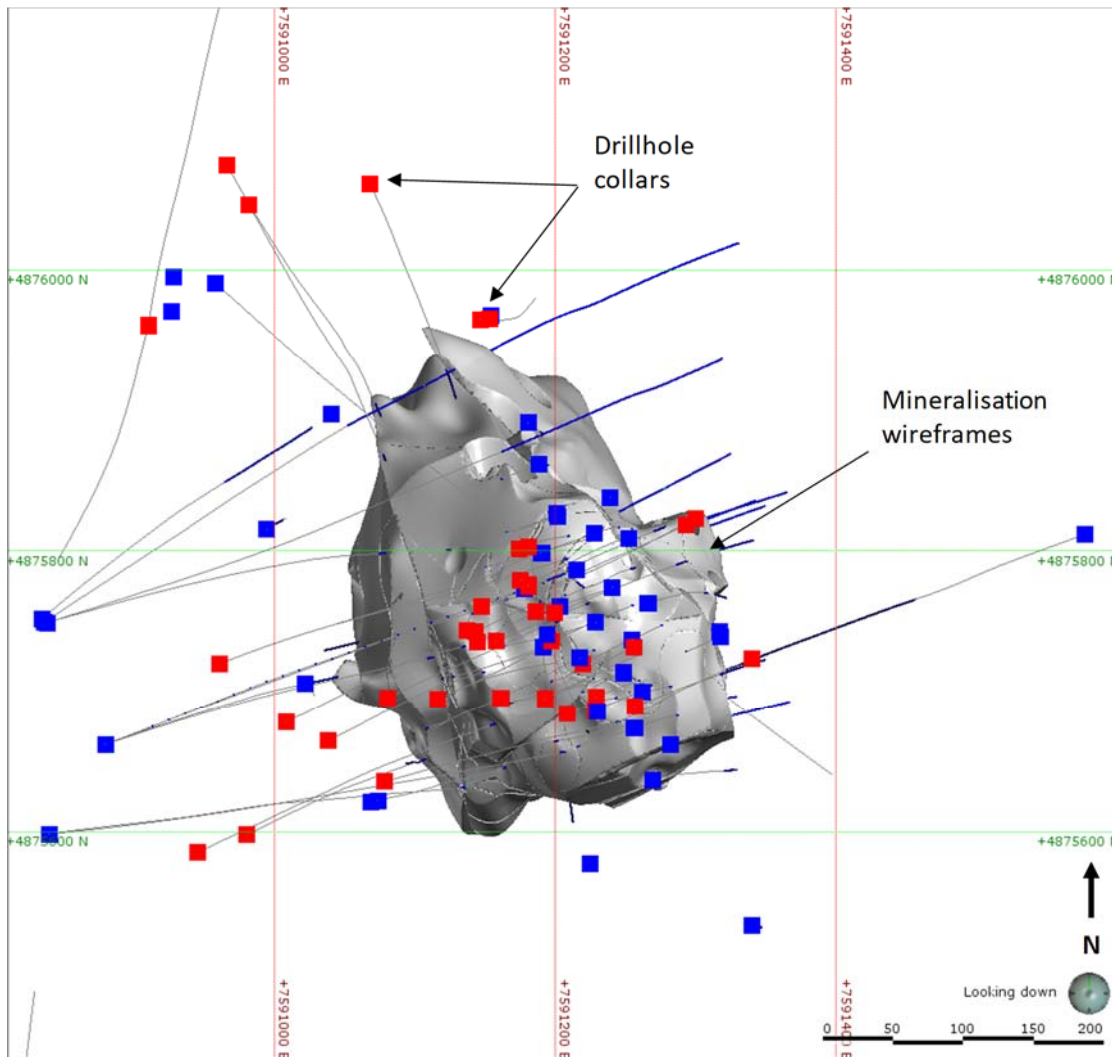 +7591000 E
+7591200 E
+7591400 E
Drillhole
collars
+4876000 N
+4876000 N
Mineralisation
wireframes
+4875800 N
+4875800 N
+4875600 N
+4875600 N
N
+7591000 E
+7591200 E
+7591400 E
Looking down
0 50 100 150 200